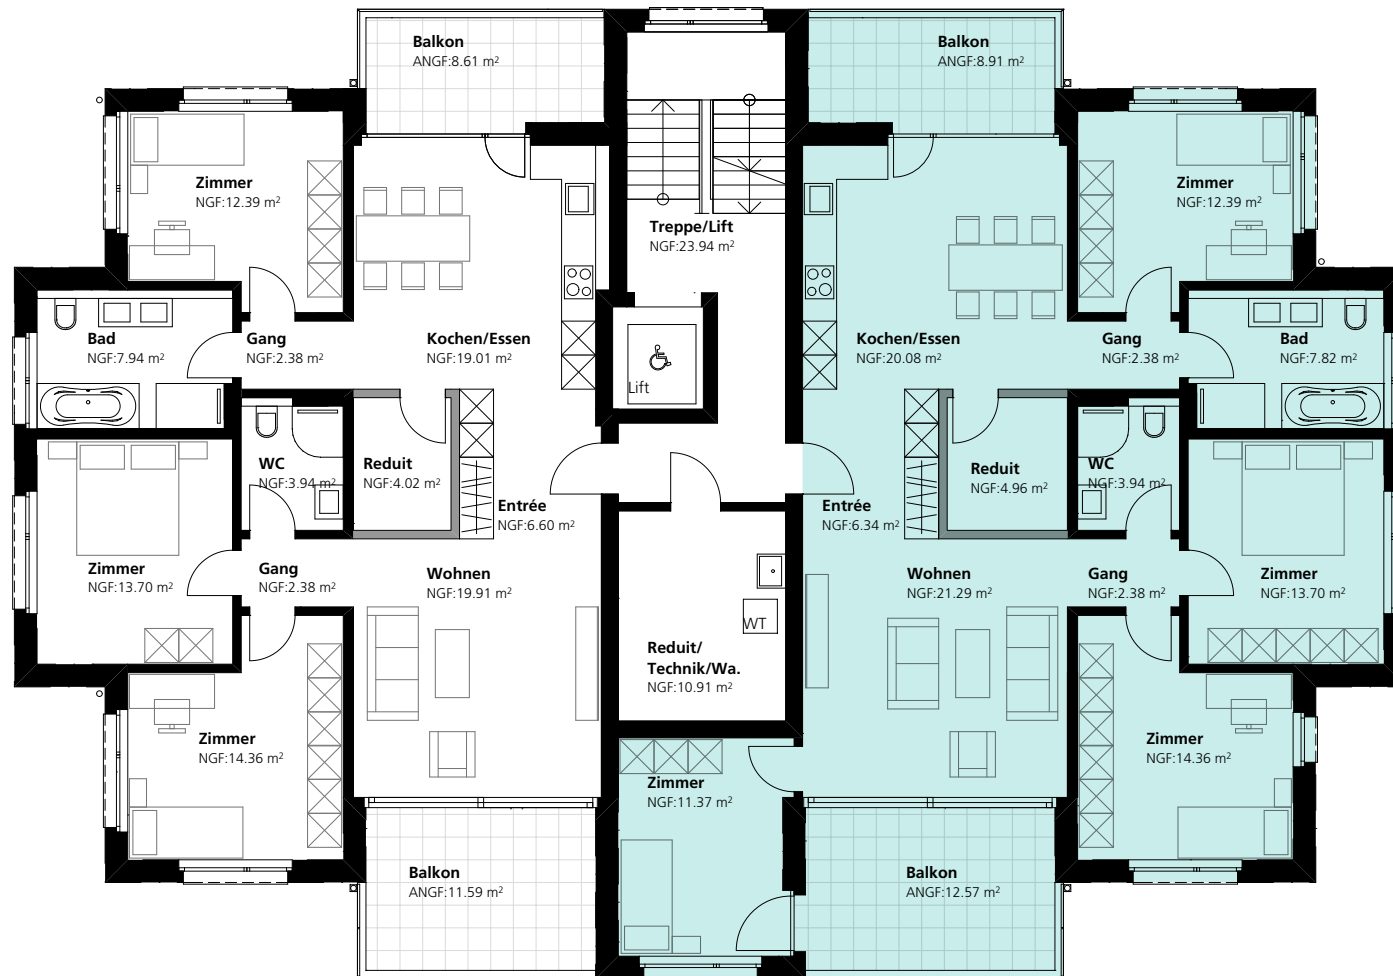 Balkon
ANGF:8.61 m²
Balkon
ANGF:8.91 m²
Zimmer
NGF:12.39 m²
Zimmer
NGF:12.39 m²
Treppe/Lift
NGF:23.94 m²
Bad
NGF:7.94 m²
Gang
NGF:2.38 m²
Kochen/Essen
NGF:19.01 m²
Lift
Kochen/Essen
NGF:20.08 m²
Gang
NGF:2.38 m²
Bad
NGF:7.82 m²
WC
NGF:3.94 m²
Reduit
NGF:4.02 m²
Reduit
NGF:4.96 m²
WC
NGF:3.94 m²
Entrée
NGF:6.60 m²
Entrée
NGF:6.34 m²
Zimmer
NGF:13.70 m²
Gang
NGF:2.38 m²
Wohnen
NGF:19.91 m²
Wohnen
NGF:21.29 m²
Gang
NGF:2.38 m²
Zimmer
NGF:13.70 m²
WT
Reduit/
Technik/Wa.
NGF:10.91 m²
Zimmer
NGF:14.36 m²
Zimmer
NGF:14.36 m²
Zimmer
NGF:11.37 m²
Balkon
ANGF:11.59 m²
Balkon
ANGF:12.57 m²